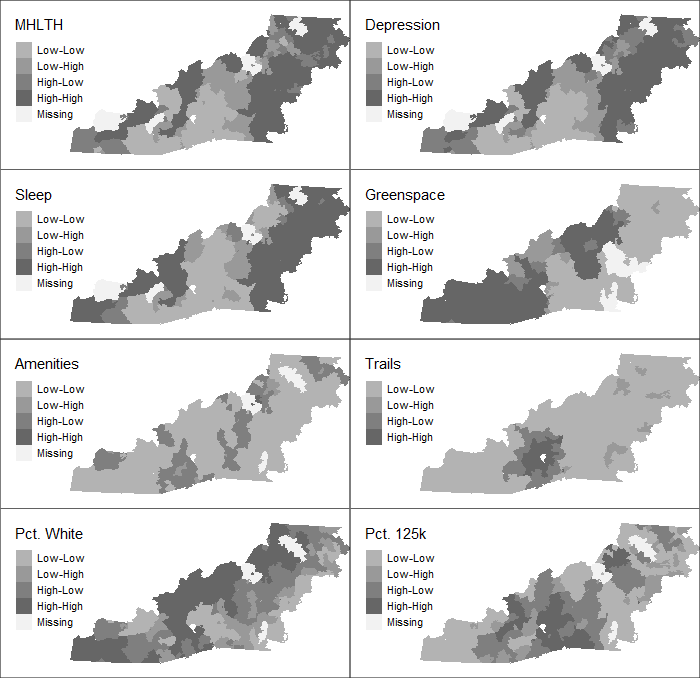 MHLTH
Low-Low
Low-High
High-Low
High-High
Missing
Depression
Low-Low
Low-High
High-Low
High-High
Missing
Sleep
Low-Low
Low-High
High-Low
High-High
Missing
Greenspace
Low-Low
Low-High
High-Low
High-High
Missing
Amenities
Low-Low
Low-High
High-Low
High-High
Missing
Trails
Low-Low
Low-High
High-Low
High-High
Pct. White
Low-Low
Low-High
High-Low
High-High
Missing
Pct. 125k
Low-Low
Low-High
High-Low
High-High
Missing